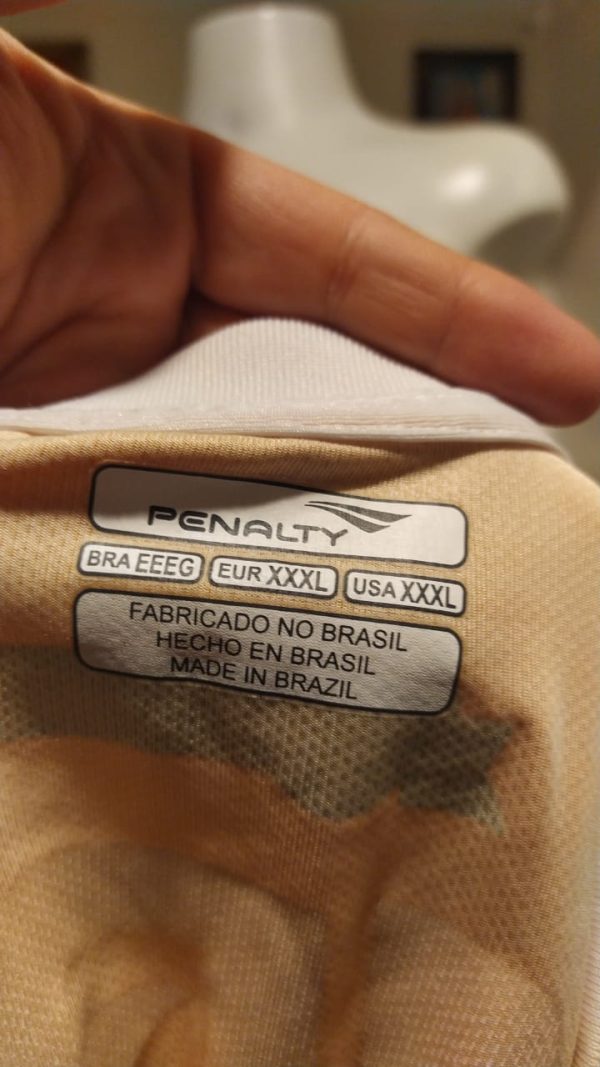 PENALTY
BRA EEEG EUR XXXL USA XXXL
FABRICADO NO BRASIL
HECHO EN BRASIL
MADE IN BRAZIL